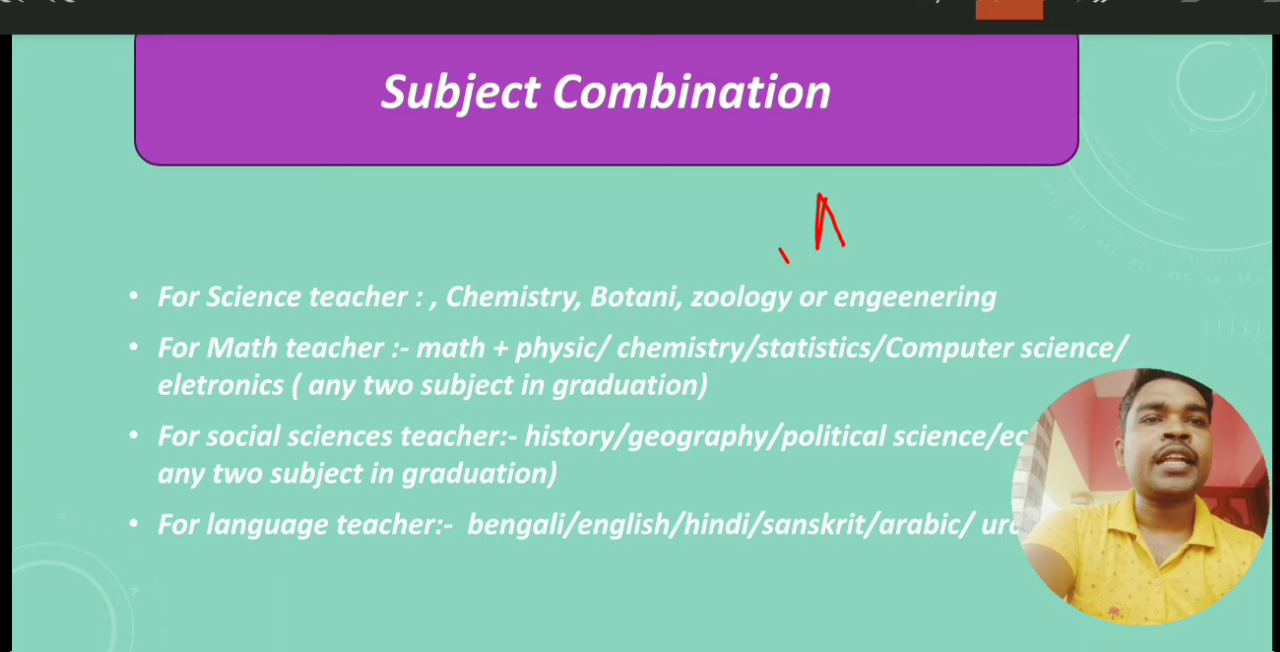 Subject Combination
• For Science teacher : , Chemistry, Botani, zoology or engeenering
• For Math teacher :- math + physic/ chemistry/statistics/Computer science/
eletronics ( any two subject in graduation)
• For social sciences teacher:- history/geography/political science/
any two subject in graduation)
• For language teacher:- bengali/english/hindi/sanskrit/arabic/